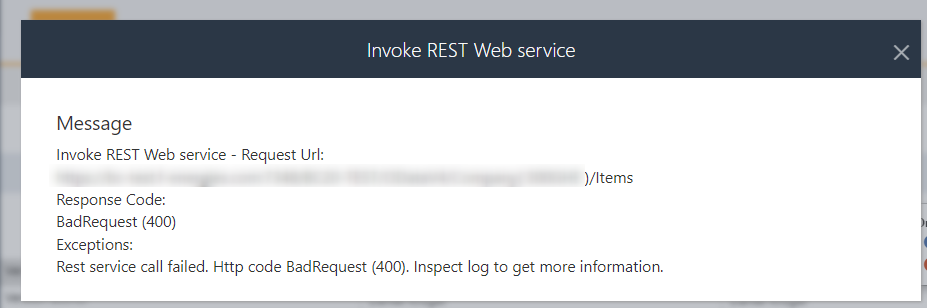 Invoke REST Web service
Message
Invoke REST Web service - Request Url:
)/Items
Response Code:
BadRequest (400)
Exceptions:
Rest service call failed. Http code BadRequest (400). Inspect log to get more information.